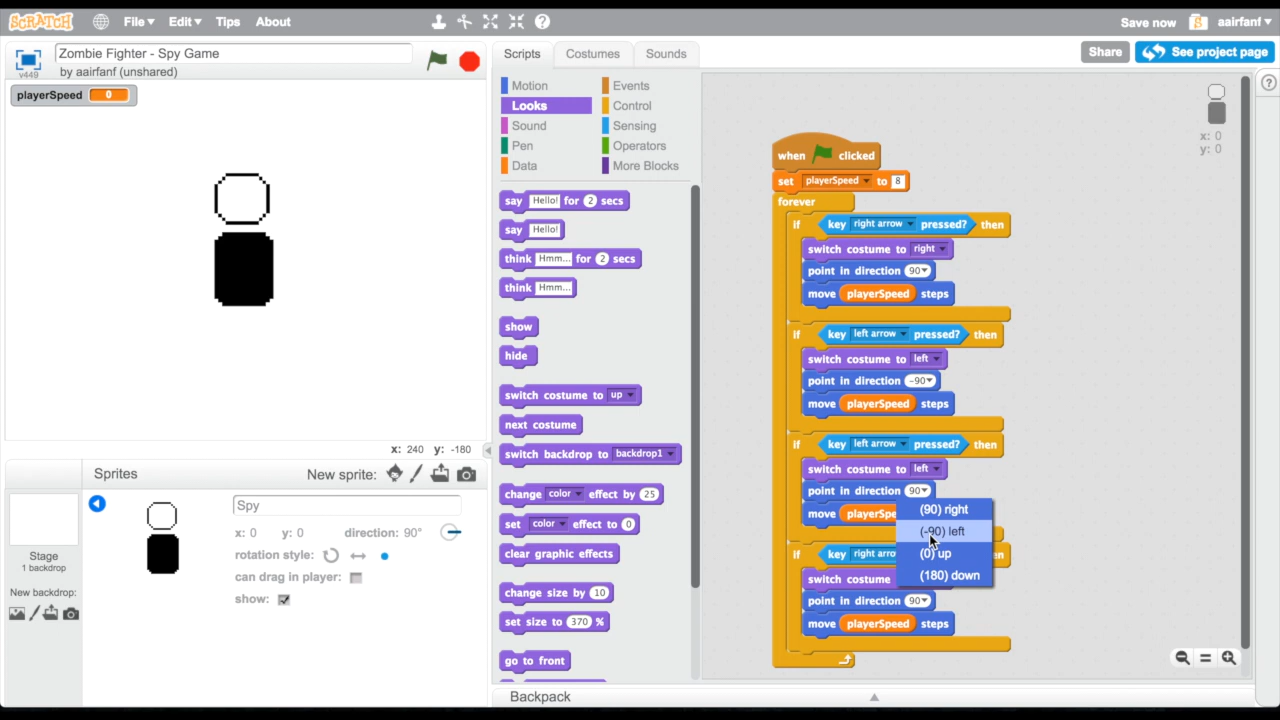 SCRATCH File▼ Edit▼ Tips About Save now aairfanf▼
Zombie Fighter - Spy Game
by aairfanf (unshared)
v449
playerSpeed 0
Scripts Costumes Sounds
Share See project page
Motion Events
Looks Control
Sound Sensing
Pen Operators
Data More Blocks
say Hello! for 2 secs
say Hello!
think Hmm... for 2 secs
think Hmm...
show
hide
switch costume to up
next costume
switch backdrop to backdrop1
change color effect by 25
set color effect to 0
clear graphic effects
change size by 10
set size to 370 %
go to front
x: 0
y: 0
when clicked
set playerSpeed to 8
forever
if key right arrow pressed? then
switch costume to right
point in direction 90▼
move playerSpeed steps
if key left arrow pressed? then
switch costume to left
point in direction -90▼
move playerSpeed steps
if key left arrow pressed? then
switch costume to left
point in direction 90▼
move playerSpe
(90) right
(-90) left
(0) up
(180) down
if key right arro en
switch costume
point in direction 90▼
move playerSpeed steps
x: 240 y: -180
Sprites New sprite:
Spy
x: 0 y: 0 direction: 90°
rotation style:
can drag in player:
show:
Stage
1 backdrop
New backdrop:
Backpack